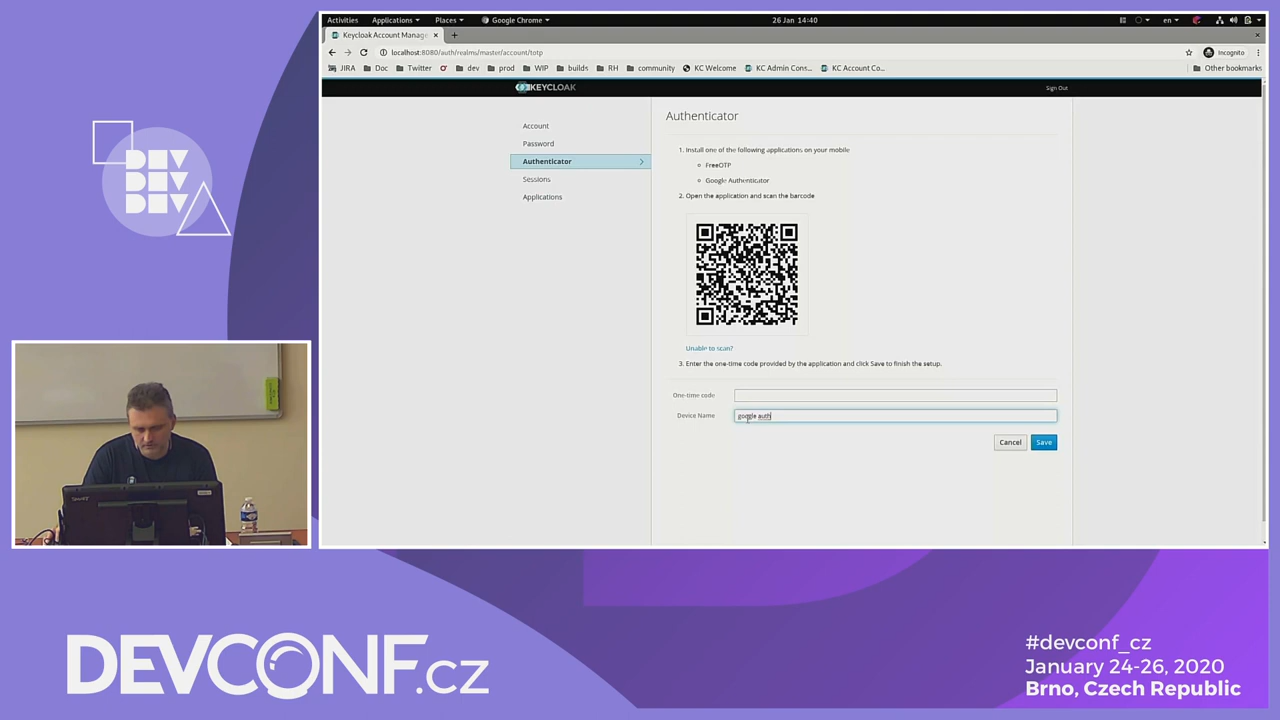 Activities Applications Places Google Chrome 26 Jan 14:40 en
Keycloak Account Manage
localhost:8080/auth/realms/master/account/totp Incognito
JIRA Doc Twitter dev prod WIP builds RH community KC Welcome KC Admin Cons... KC Account Co... Other bookmarks
KEYCLOAK Sign Out
Account
Password
Authenticator
Sessions
Applications
Authenticator
1. Install one of the following applications on your mobile
FreeOTP
Google Authenticator
2. Open the application and scan the barcode
Unable to scan?
3. Enter the one-time code provided by the application and click Save to finish the setup.
One-time code
Device Name google auth
Cancel Save
DEV
DEV
DEV
DEVCONF.cz
#devconf_cz
January 24-26, 2020
Brno, Czech Republic